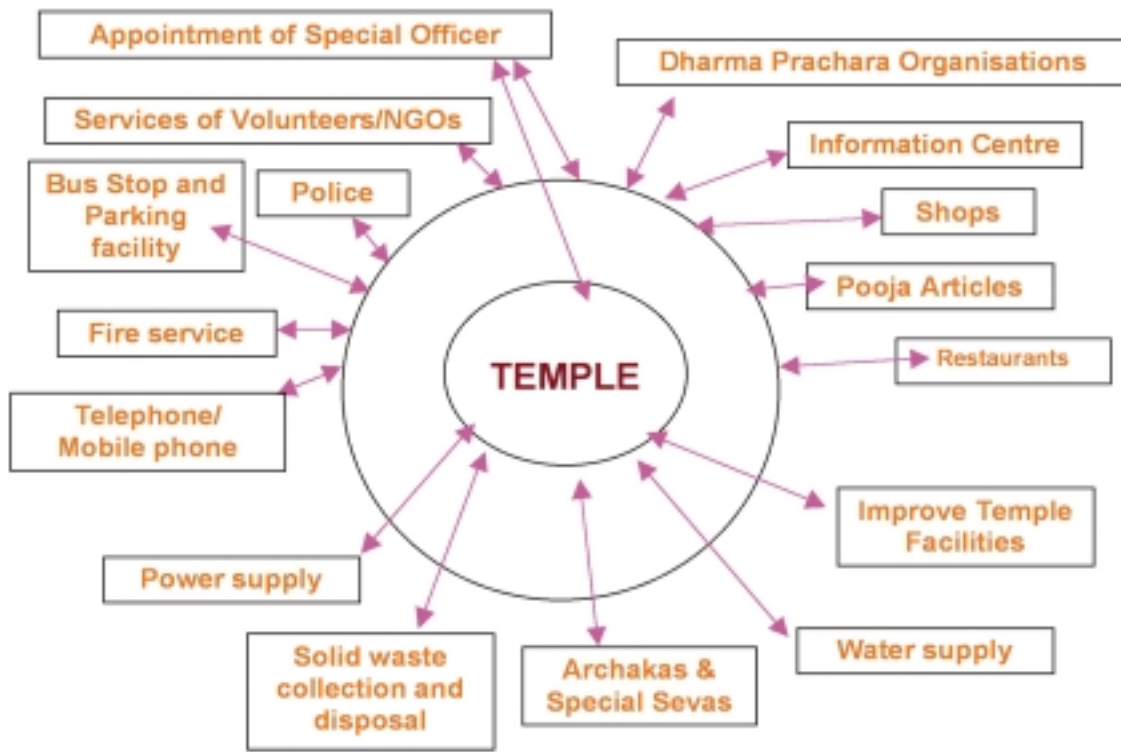 Appointment of Special Officer
Dharma Prachara Organisations
Services of Volunteers/NGOs
Information Centre
Bus Stop and
Parking
facility
Police
Shops
Pooja Articles
Fire service
Restaurants
TEMPLE
Telephone/
Mobile phone
Improve Temple
Facilities
Power supply
Solid waste
collection and
disposal
Archakas &
Special Sevas
Water supply